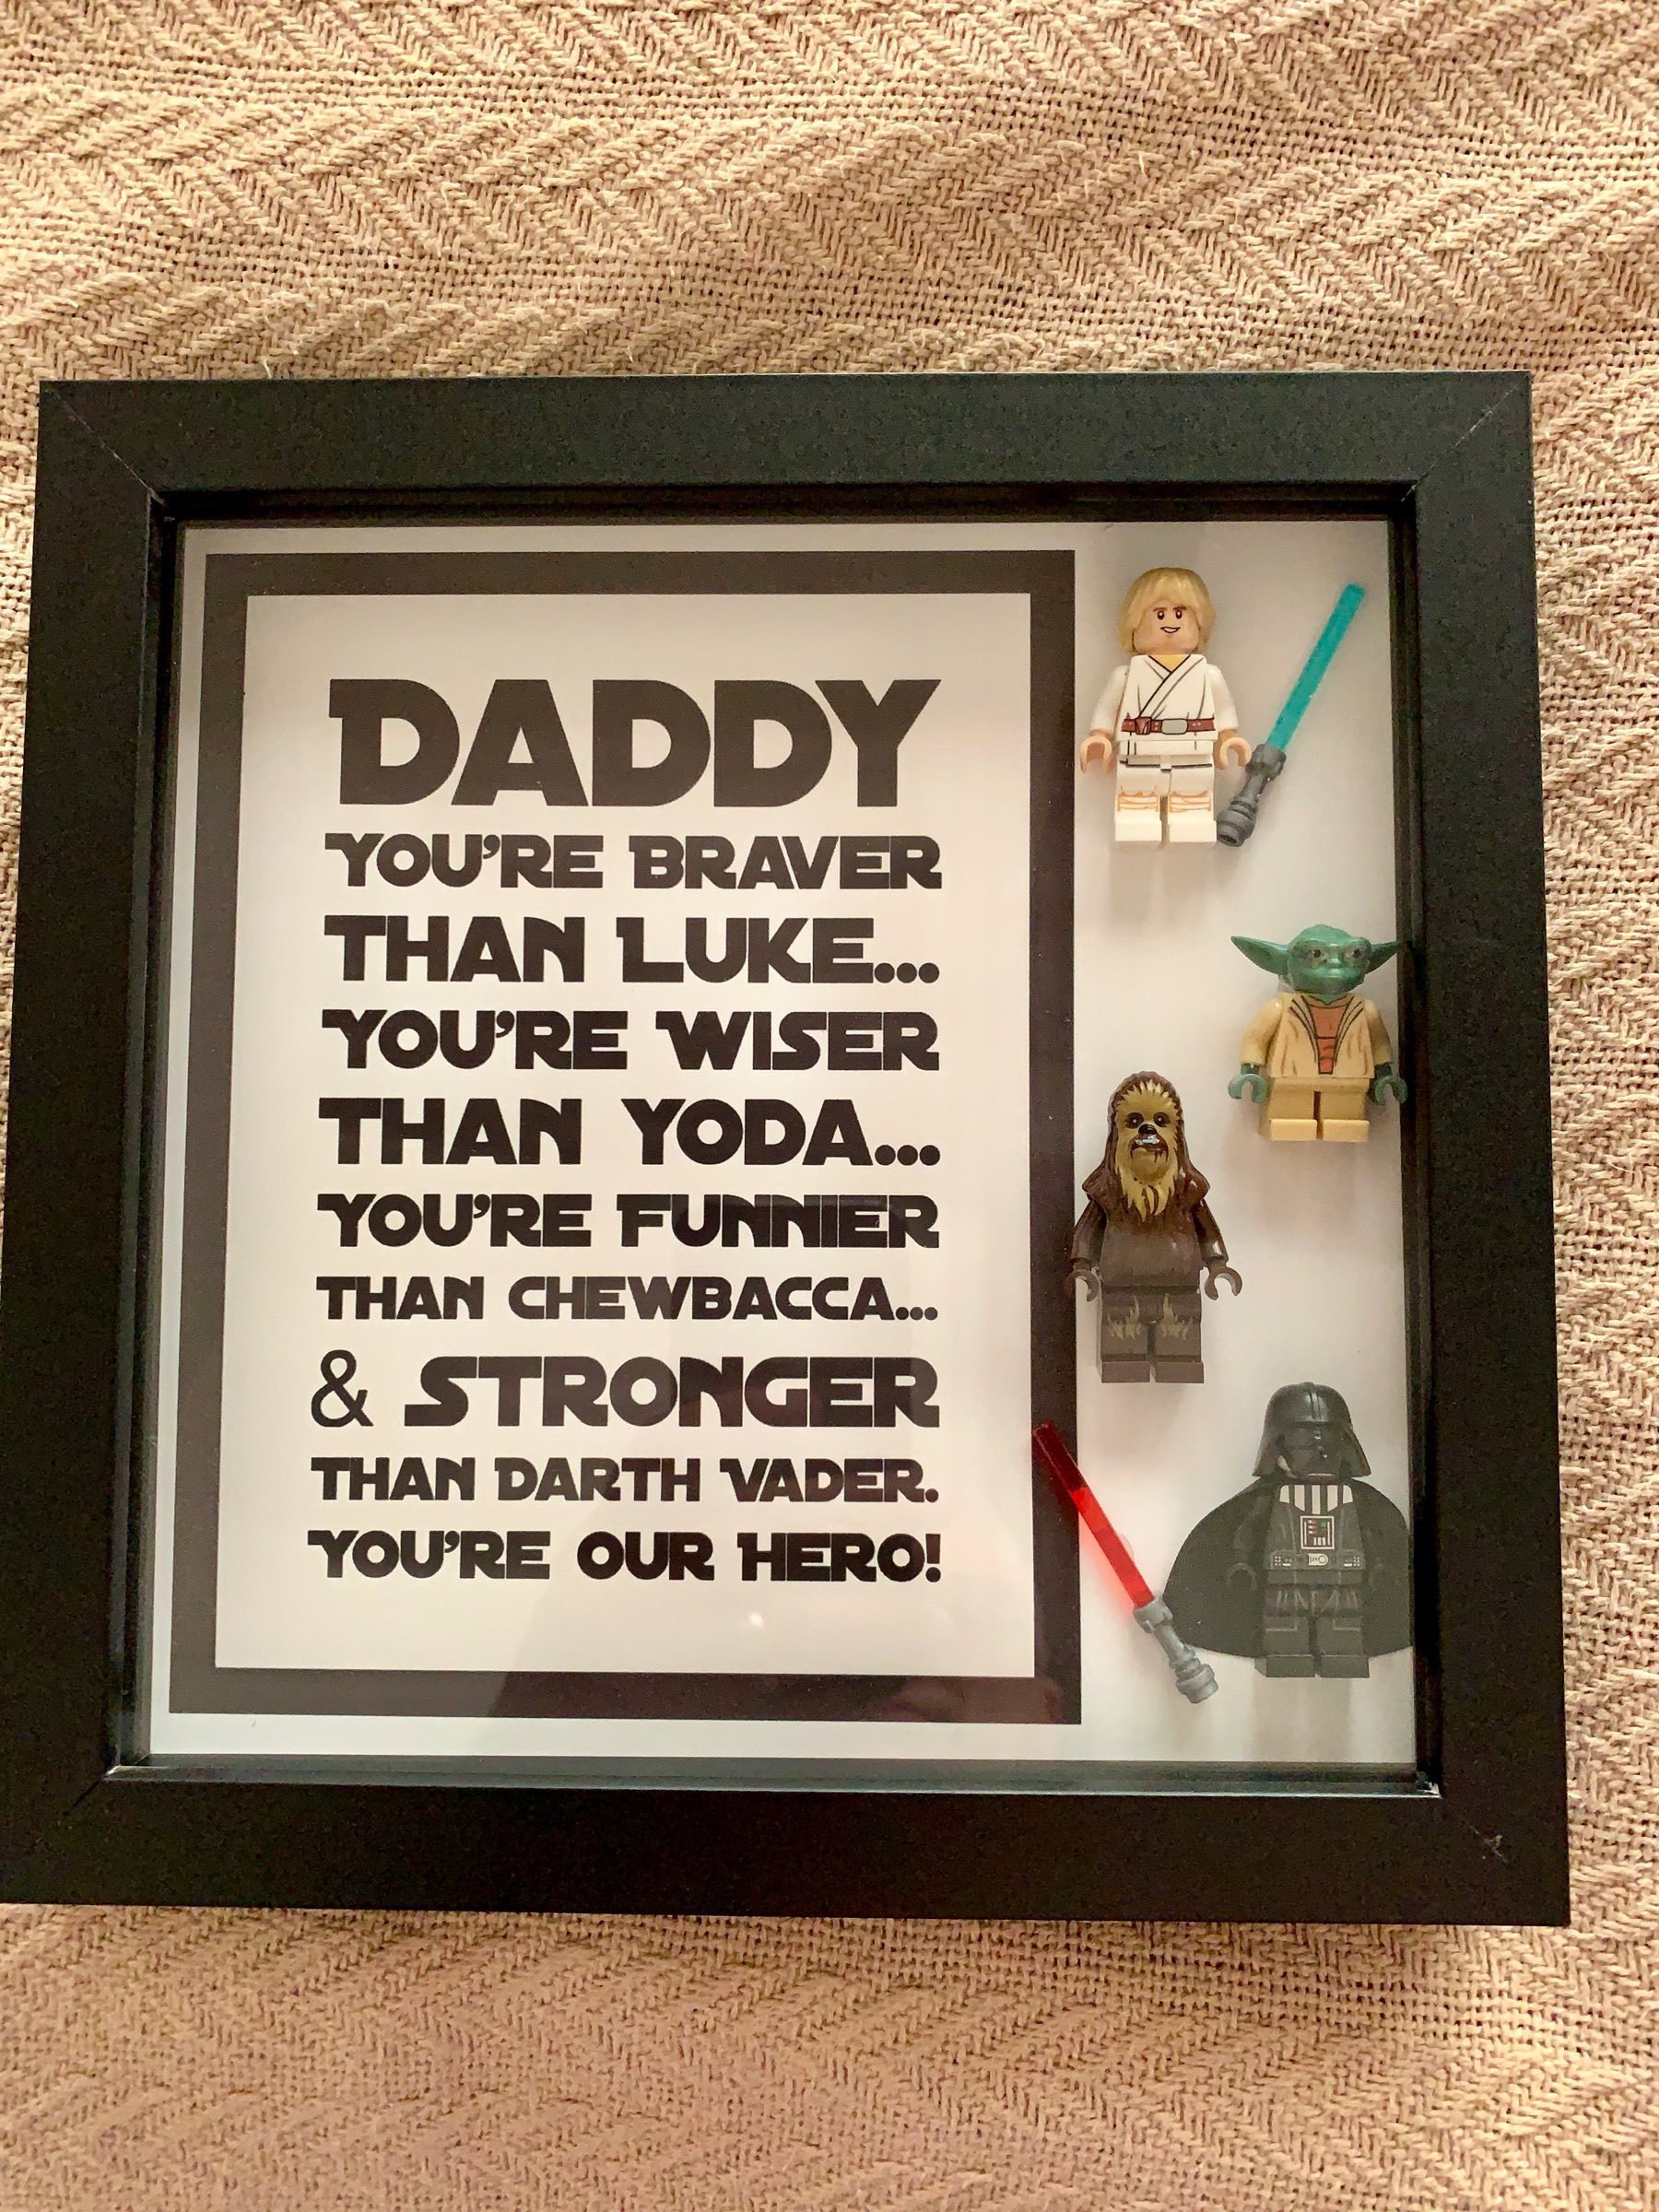 DADDY
YOU'RE BRAVER
THAN LUKE...
YOU'RE WISER
THAN YODA...
YOU'RE FUNNIER
THAN CHEWBACCA...
& STRONGER
THAN DARTH VADER.
YOU'RE OUR HERO!